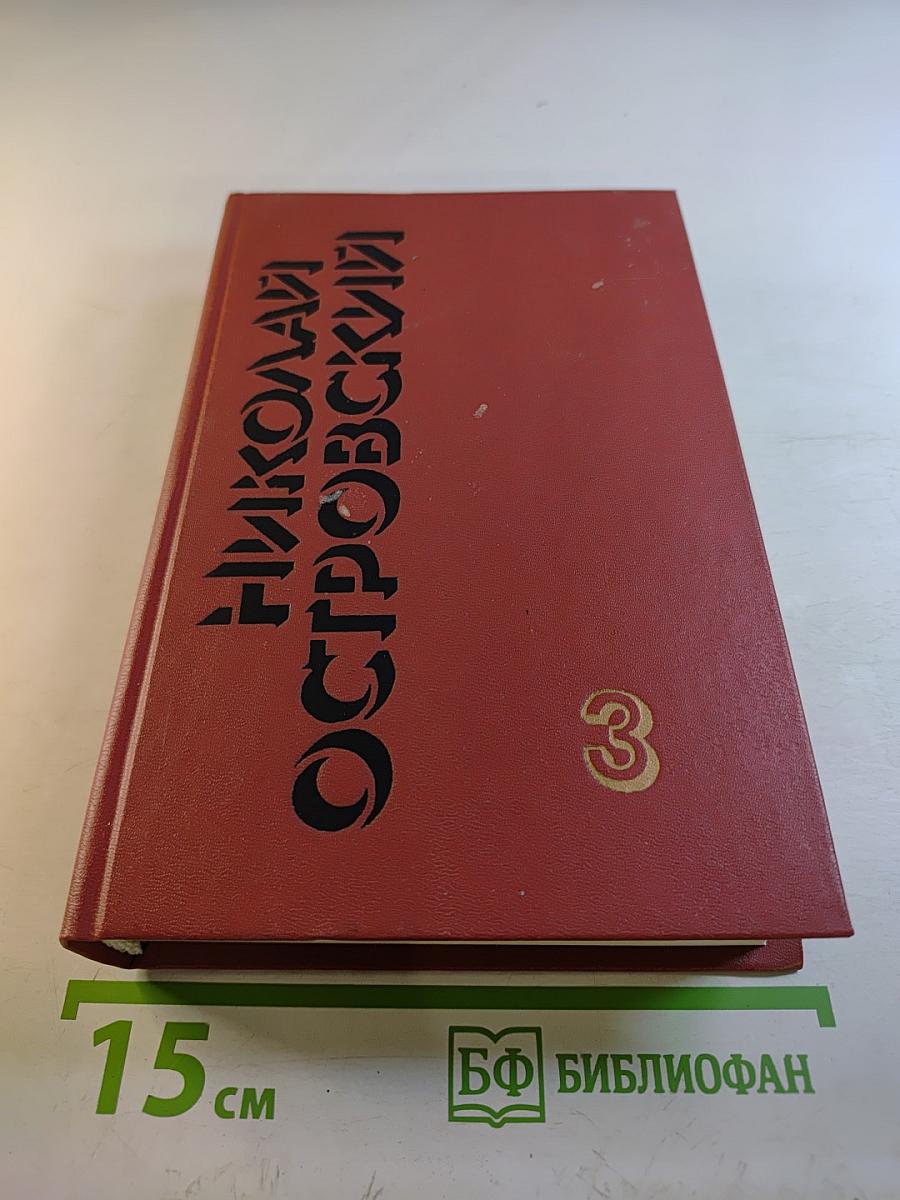 НИКОЛАЙ
ОСТРОВСКИЙ
3
15 см
БФ БИБЛИОФАН